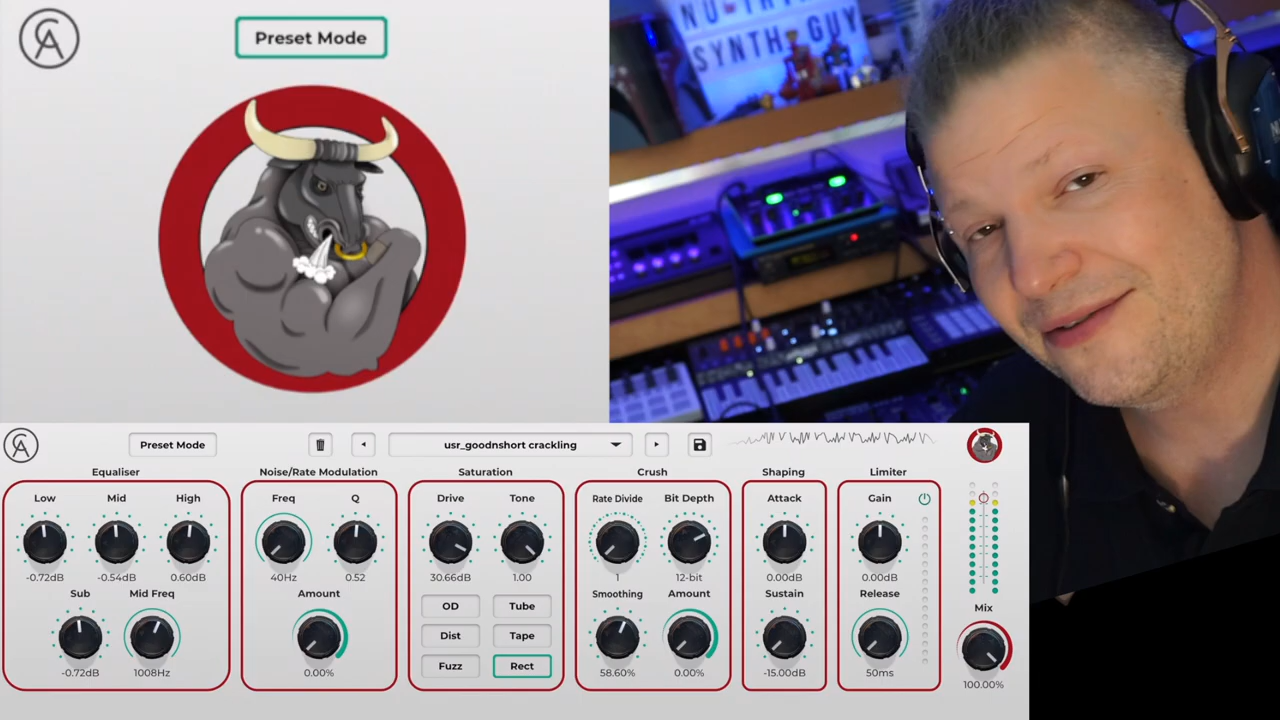 Preset Mode
SYNTH GUY
Preset Mode
usr_goodnshort crackling
Equaliser
Noise/Rate Modulation
Saturation
Crush
Shaping
Limiter
Low
Mid
High
Freq
Q
Drive
Tone
Rate Divide
Bit Depth
Attack
Gain
-0.72dB
-0.54dB
0.60dB
40Hz
0.52
30.66dB
1.00
1
12-bit
0.00dB
0.00dB
Sub
Mid Freq
Amount
OD
Tube
Smoothing
Amount
Sustain
Release
Mix
Dist
Tape
Fuzz
Rect
-0.72dB
1008Hz
0.00%
58.60%
0.00%
-15.00dB
50ms
100.00%